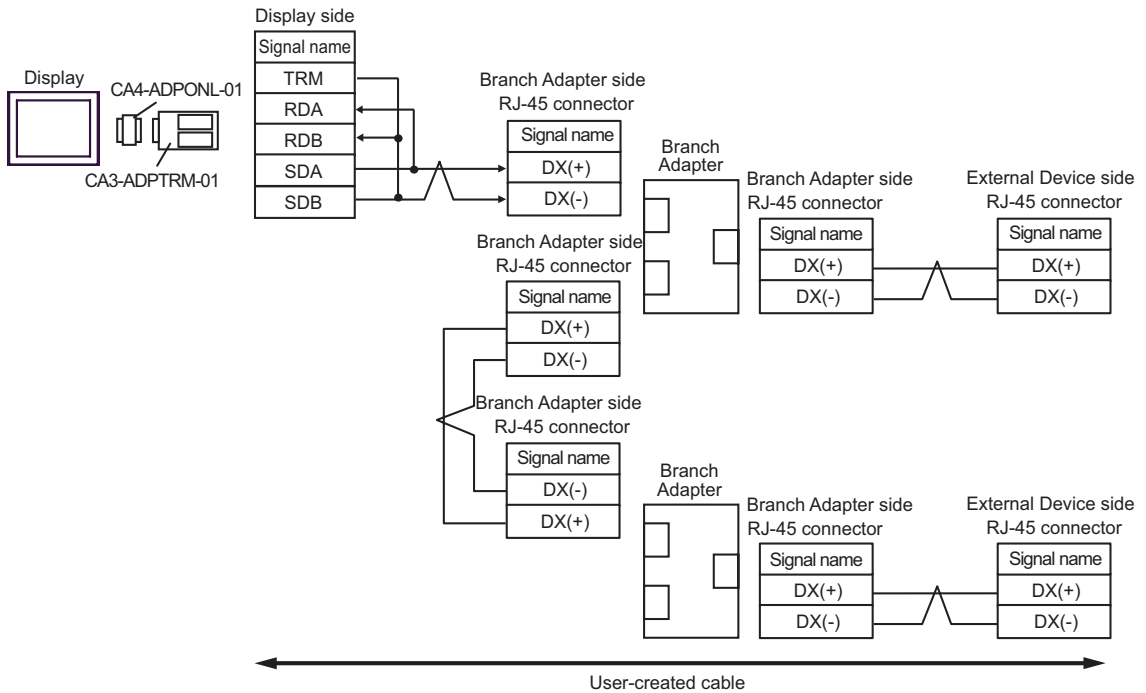 Display side
Signal name
TRM
RDA
RDB
SDA
SDB
Display
CA4-ADPONL-01
CA3-ADPTRM-01
Branch Adapter side
RJ-45 connector
Signal name
DX(+)
DX(-)
Branch
Adapter
Branch Adapter side
RJ-45 connector
Signal name
DX(+)
DX(-)
External Device side
RJ-45 connector
Signal name
DX(+)
DX(-)
Branch Adapter side
RJ-45 connector
Signal name
DX(+)
DX(-)
Branch Adapter side
RJ-45 connector
Signal name
DX(-)
DX(+)
Branch
Adapter
Branch Adapter side
RJ-45 connector
Signal name
DX(+)
DX(-)
External Device side
RJ-45 connector
Signal name
DX(+)
DX(-)
User-created cable